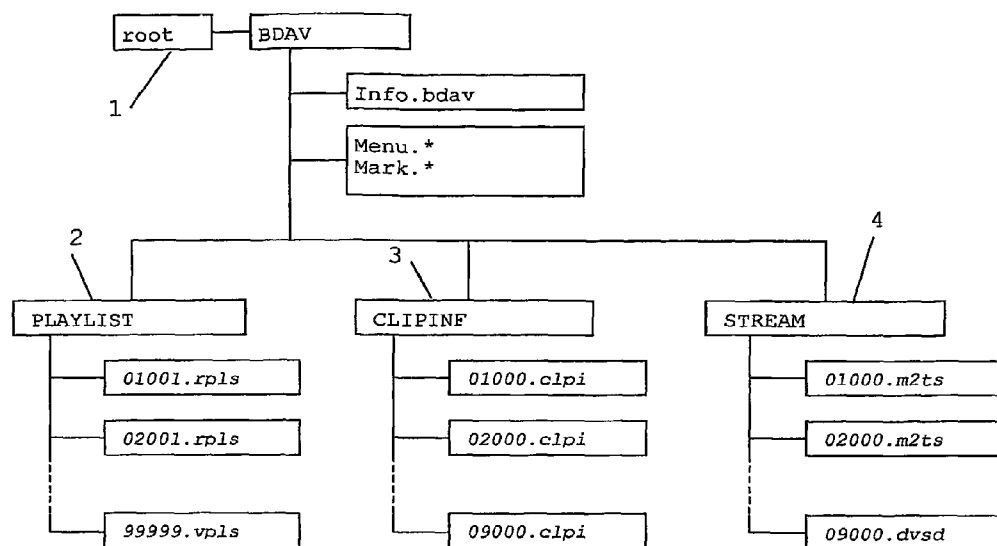 root
BDAV
1
Info.bdav
Menu.*
Mark.*
2
3
4
PLAYLIST
CLIPINF
STREAM
01001.rpls
01000.clpi
01000.m2ts
02001.rpls
02000.clpi
02000.m2ts
99999.vpls
09000.clpi
09000.dvsd